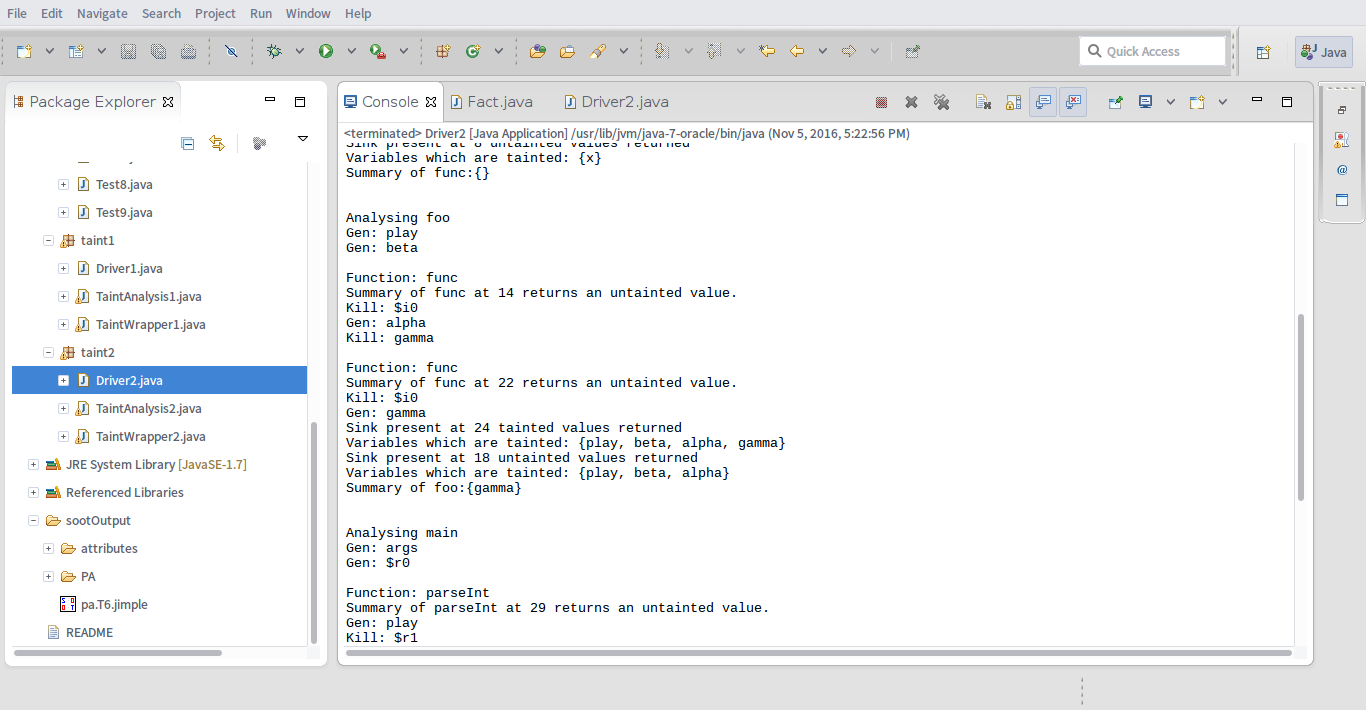 File Edit Navigate Search Project Run Window Help
Quick Access
Java
Package Explorer
Test8.java
Test9.java
taint1
Driver1.java
TaintAnalysis1.java
TaintWrapper1.java
taint2
Driver2.java
TaintAnalysis2.java
TaintWrapper2.java
JRE System Library [JavaSE-1.7]
Referenced Libraries
sootOutput
attributes
PA
pa.T6.jimple
README
Console Fact.java Driver2.java
<terminated> Driver2 [Java Application] /usr/lib/jvm/java-7-oracle/bin/java (Nov 5, 2016, 5:22:56 PM)
Sink present at 8 untainted values returned
Variables which are tainted: {x}
Summary of func:{}
Analysing foo
Gen: play
Gen: beta
Function: func
Summary of func at 14 returns an untainted value.
Kill: $i0
Gen: alpha
Kill: gamma
Function: func
Summary of func at 22 returns an untainted value.
Kill: $i0
Gen: gamma
Sink present at 24 tainted values returned
Variables which are tainted: {play, beta, alpha, gamma}
Sink present at 18 untainted values returned
Variables which are tainted: {play, beta, alpha}
Summary of foo:{gamma}
Analysing main
Gen: args
Gen: $r0
Function: parseInt
Summary of parseInt at 29 returns an untainted value.
Gen: play
Kill: $r1